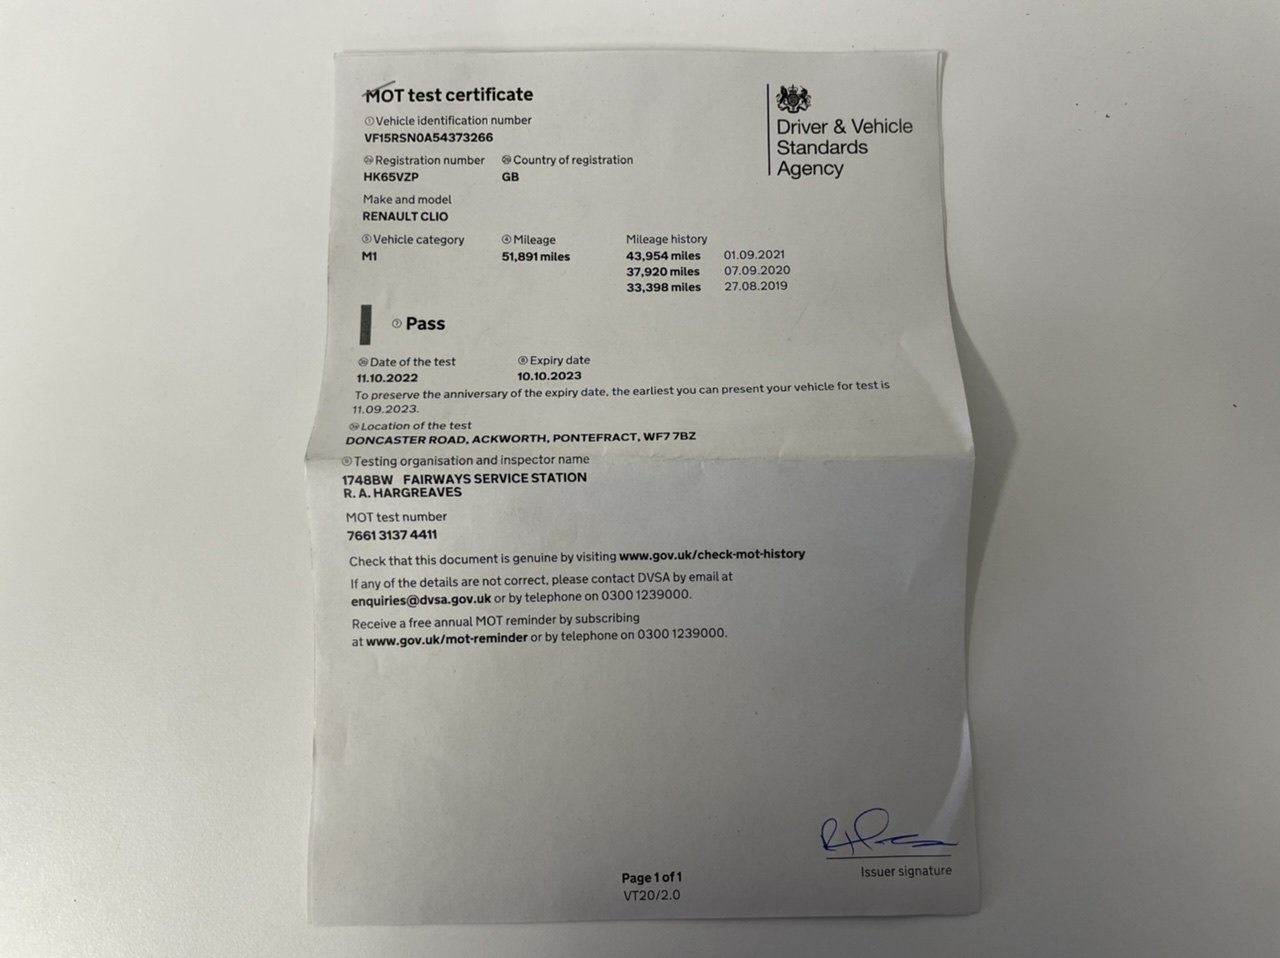 MOT test certificate
① Vehicle identification number
VF15RSN0A54373266
Registration number Country of registration
HK65VZP GB
Make and model
RENAULT CLIO
⑤ Vehicle category ④ Mileage Mileage history
M1 51,891 miles 43,954 miles 01.09.2021
37,920 miles 07.09.2020
33,398 miles 27.08.2019
⑦ Pass
Date of the test ⑧ Expiry date
11.10.2022 10.10.2023
To preserve the anniversary of the expiry date, the earliest you can present your vehicle for test is
11.09.2023.
Location of the test
DONCASTER ROAD, ACKWORTH, PONTEFRACT, WF7 7BZ
⑨ Testing organisation and inspector name
1748BW FAIRWAYS SERVICE STATION
R. A. HARGREAVES
MOT test number
7661 3137 4411
Check that this document is genuine by visiting www.gov.uk/check-mot-history
If any of the details are not correct, please contact DVSA by email at
enquiries@dvsa.gov.uk or by telephone on 0300 1239000.
Receive a free annual MOT reminder by subscribing
at www.gov.uk/mot-reminder or by telephone on 0300 1239000.
Driver & Vehicle
Standards
Agency
Issuer signature
Page 1 of 1
VT20/2.0